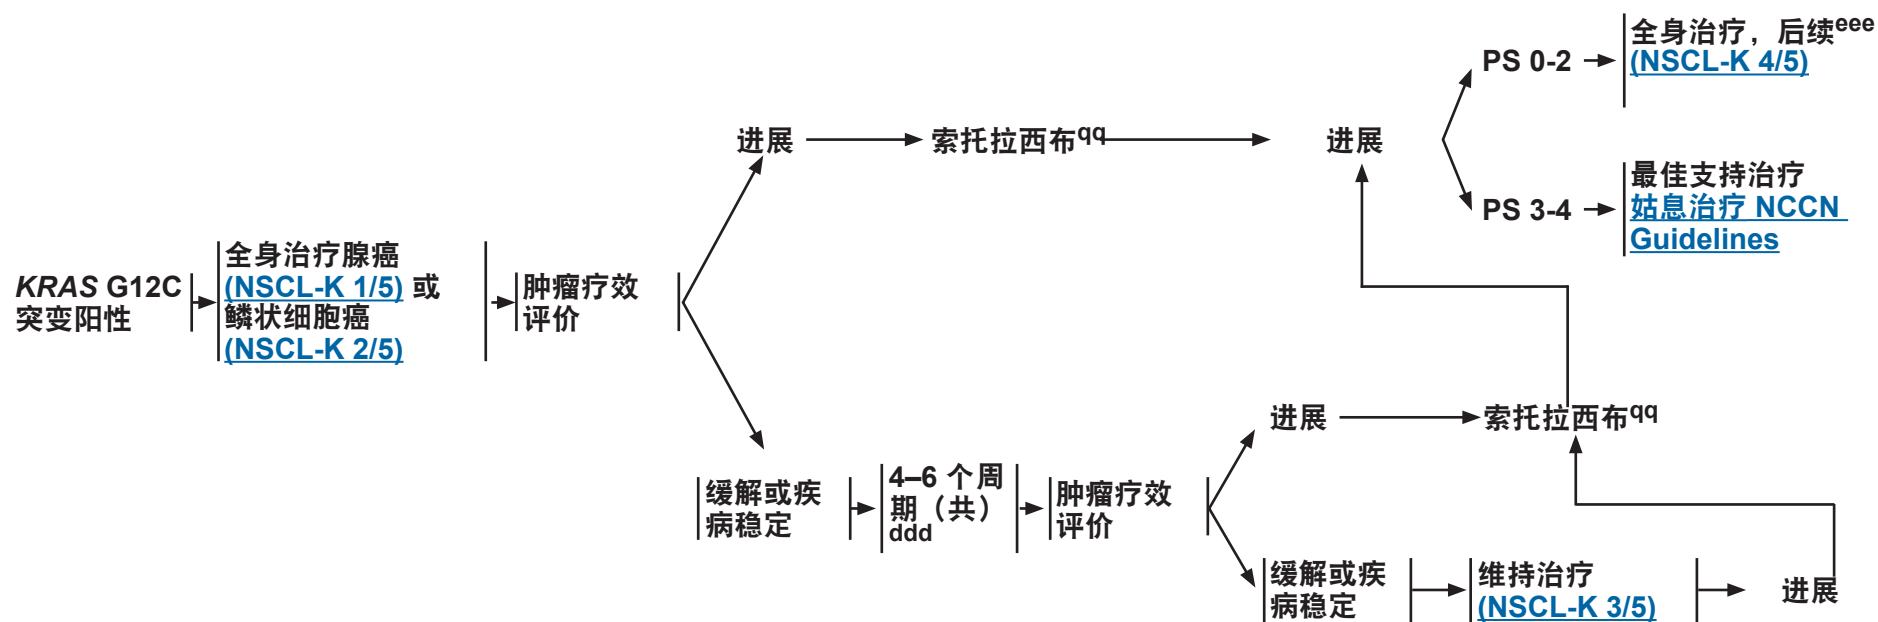 KRAS G12C
突变阳性
全身治疗腺癌
(NSCL-K 1/5) 或
鳞状细胞癌
(NSCL-K 2/5)
肿瘤疗效
评价
进展
索托拉西布qq
进展
PS 0-2
全身治疗，后续eee
(NSCL-K 4/5)
PS 3-4
最佳支持治疗
姑息治疗 NCCN
Guidelines
缓解或疾
病稳定
4–6 个周
期（共）
ddd
肿瘤疗效
评价
进展
索托拉西布qq
缓解或疾
病稳定
维持治疗
(NSCL-K 3/5)
进展